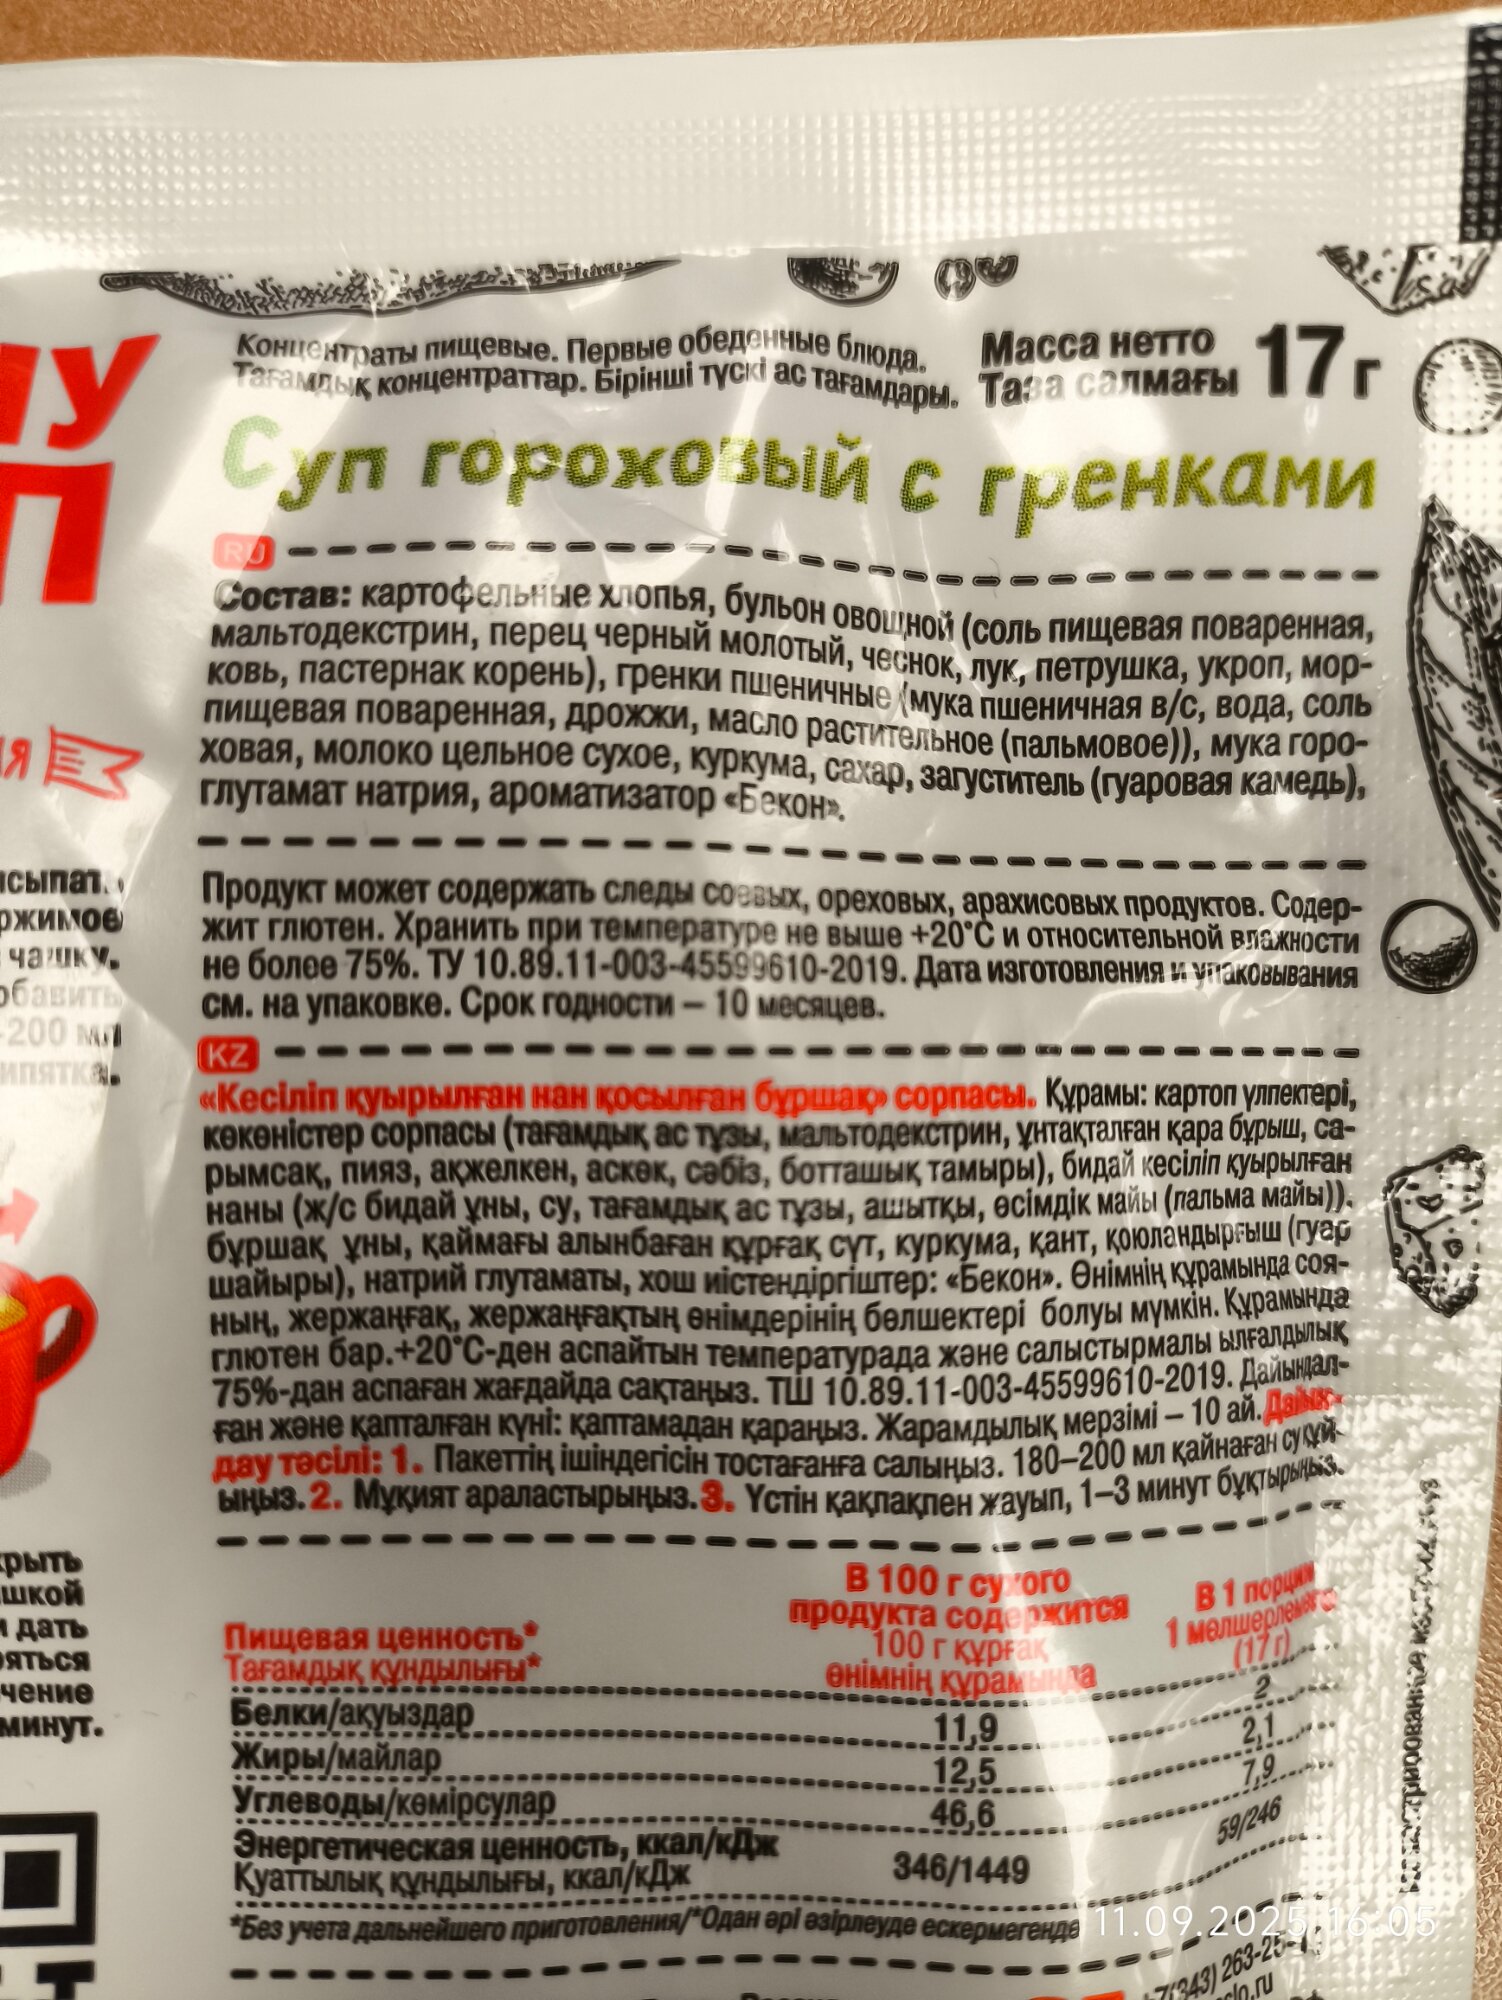 Концентраты пищевые. Первые обеденные блюда.
Тағамдық концентраттар. Бірінші түскі ас тағамдары.
Масса нетто
Таза салмағы
17 г
Суп гороховый с гренками
RU
Состав: картофельные хлопья, бульон овощной (соль пищевая поваренная,
мальтодекстрин, перец черный молотый, чеснок, лук, петрушка, укроп, мор-
ковь, пастернак корень), гренки пшеничные (мука пшеничная в/с, вода, соль
пищевая поваренная, дрожжи, масло растительное (пальмовое)), мука горо-
ховая, молоко цельное сухое, куркума, сахар, загуститель (гуаровая камедь),
глутамат натрия, ароматизатор «Бекон».
Продукт может содержать следы соевых, ореховых, арахисовых продуктов. Содер-
жит глютен. Хранить при температуре не выше +20°С и относительной влажности
не более 75%. ТУ 10.89.11-003-45599610-2019. Дата изготовления и упаковывания
см. на упаковке. Срок годности – 10 месяцев.
KZ
«Кесіліп қуырылған нан қосылған бұршақ» сорпасы. Құрамы: картоп үлпектері,
көкөністер сорпасы (тағамдық ас тұзы, мальтодекстрин, ұнтақталған қара бұрыш, са-
рымсақ, пияз, ақжелкен, аскөк, сәбіз, ботташық тамыры), бидай кесіліп қуырылған
наны (ж/с бидай ұны, су, тағамдық ас тұзы, ашытқы, өсімдік майы (пальма майы)).
бұршақ ұны, қаймағы алынбаған құрғақ сүт, куркума, қант, қоюландырғыш (гуар
шайыры), натрий глутаматы, хош иістендіргіштер: «Бекон». Өнімнің құрамында соя-
ның, жержаңғақ, жержаңғақтың өнімдерінің бөлшектері болуы мүмкін. Құрамында
глютен бар.+20°С-ден аспайтын температурада және салыстырмалы ылғалдылық
75%-дан аспаған жағдайда сақтаңыз. ТШ 10.89.11-003-45599610-2019. Дайындал-
ған және қапталған күні: қаптамадан қараңыз. Жарамдылық мерзімі – 10 ай. Дайын-
дау тәсілі: 1. Пакеттің ішіндегісін тостағанға салыңыз. 180–200 мл қайнаған су құй-
ыңыз. 2. Мұқият араластырыңыз. 3. Үстін қақпақпен жауып, 1–3 минут бұқтырыңыз.
В 100 г сухого
продукта содержится
100 г құрғақ
өнімнің құрамында
В 1 порции
1 мөлшерлемеде
(17 г)
Пищевая ценность*
Тағамдық құндылығы*
Белки/ақуыздар 11,9 2
Жиры/майлар 12,5 2,1
Углеводы/көмірсулар 46,6 7,9
Энергетическая ценность, ккал/кДж
Қуаттылық құндылығы, ккал/кДж
346/1449 59/246
*Без учета дальнейшего приготовления/*Одан әрі әзірлеуде ескермегенде
11.09.2025 16:05
чашку.
200 мл
крыть
шкой
и дать
чение
минут.